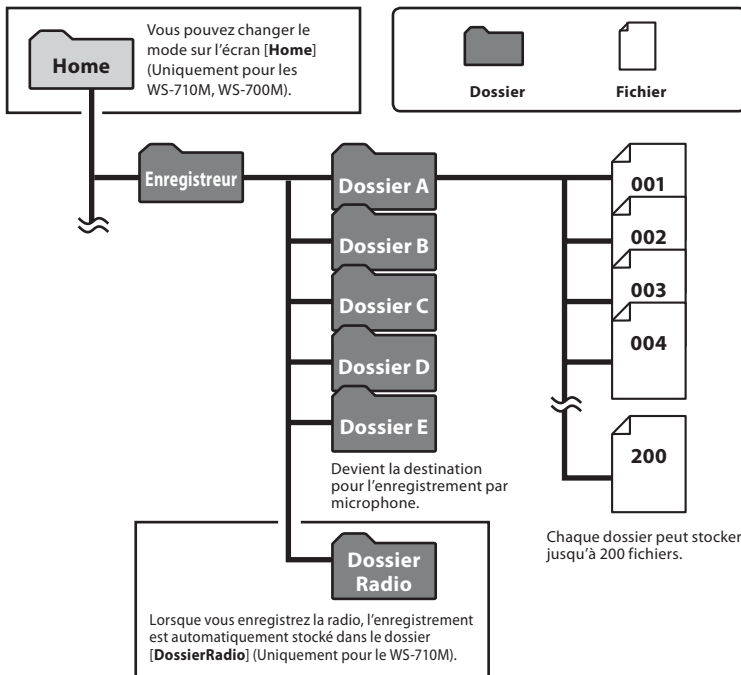 Home
Vous pouvez changer le
mode sur l'écran [Home]
(Uniquement pour les
WS-710M, WS-700M).
Dossier
Fichier
Enregistreur
Dossier A
Dossier B
Dossier C
Dossier D
Dossier E
001
002
003
004
200
Devient la destination
pour l'enregistrement par
microphone.
Chaque dossier peut stocker
jusqu'à 200 fichiers.
Dossier
Radio
Lorsque vous enregistrez la radio, l'enregistrement
est automatiquement stocké dans le dossier
[DossierRadio] (Uniquement pour le WS-710M).